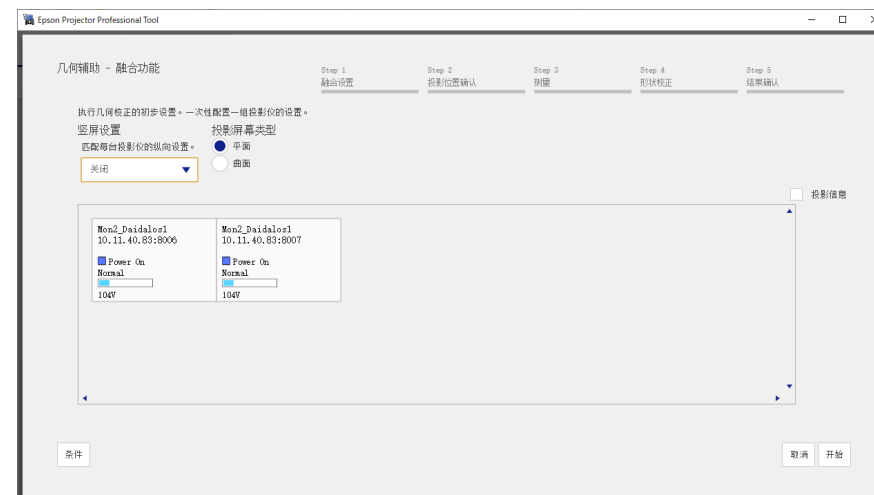 Epson Projector Professional Tool
几何辅助 - 融合功能
Step 1
融合设置
Step 2
投影位置确认
Step 3
测量
Step 4
形状校正
Step 5
结果确认
执行几何校正的初步设置。一次性配置一组投影仪的设置。
竖屏设置
匹配每台投影仪的纵向设置。
关闭
投影屏幕类型
平面
曲面
投影信息
Mon2_Daidalos1
10.11.40.83:8006
Power On
Normal
104V
Mon2_Daidalos1
10.11.40.83:8007
Power On
Normal
104V
条件
取消
开始